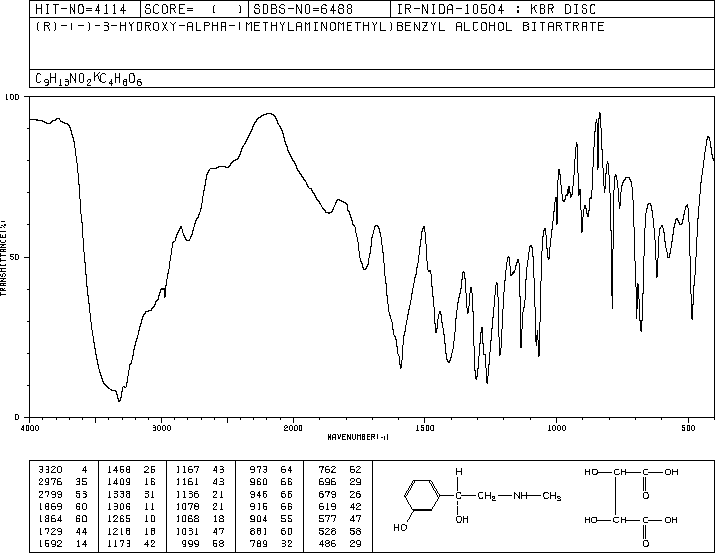 HIT-NO=4114 SCORE= ( ) SDBS-NO=6488 IR-NIDA-10504 : KBR DISC
(R)-(-)-3-HYDROXY-ALPHA-(METHYLAMINOMETHYL)BENZYL ALCOHOL BITARTRATE
C9H13NO2XC4H6O6
100
50
0
TRANSMITTANCE(%)
4000 3000 2000 1500 1000 500
WAVENUMBER(-1)
3320 4 1458 26 1167 43 973 64 762 62
2976 35 1409 16 1161 43 960 66 696 29
2799 53 1338 31 1136 21 946 66 679 26
1869 60 1306 11 1078 21 916 66 619 42
1864 60 1265 10 1068 18 904 55 577 47
1729 44 1218 18 1031 47 881 60 528 58
1592 14 1173 42 999 58 789 32 486 29
H
C—CH2—NH—CH3
OH
HO
HO—CH—C—OH
O
HO—CH—C—OH
O